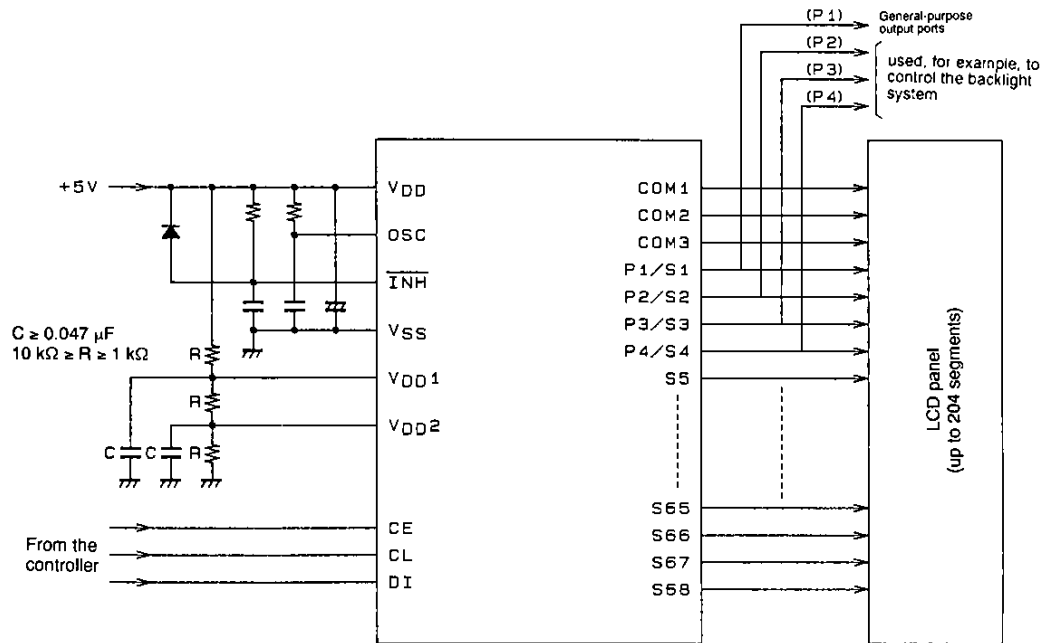 (P1)
General-purpose
output ports
(P2)
(P3)
(P4)
used, for example, to
control the backlight
system
+5V
VDD
OSC
INH
VSS
C ≥ 0.047 μF
10 kΩ ≥ R ≥ 1 kΩ
R
VDD1
R
VDD2
C
C
R
From the
controller
CE
CL
DI
COM1
COM2
COM3
P1/S1
P2/S2
P3/S3
P4/S4
S5
S65
S66
S67
S68
LCD panel
(up to 204 segments)